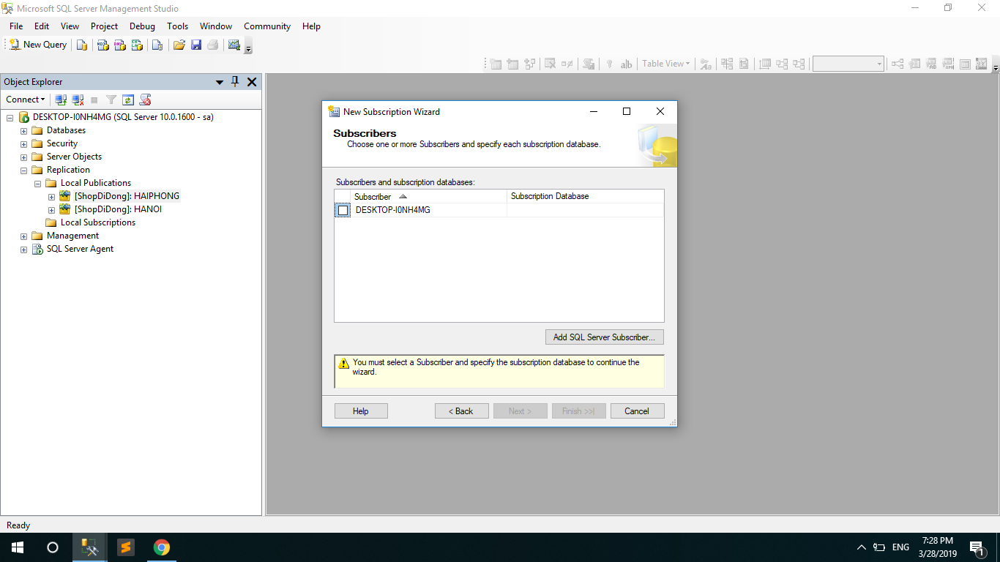 Microsoft SQL Server Management Studio
File Edit View Project Debug Tools Window Community Help
New Query
Table View
Object Explorer
Connect
DESKTOP-I0NH4MG (SQL Server 10.0.1600 - sa)
Databases
Security
Server Objects
Replication
Local Publications
[ShopDiDong]: HAIPHONG
[ShopDiDong]: HANOI
Local Subscriptions
Management
SQL Server Agent
New Subscription Wizard
Subscribers
Choose one or more Subscribers and specify each subscription database.
Subscribers and subscription databases:
Subscriber Subscription Database
DESKTOP-I0NH4MG
Add SQL Server Subscriber...
You must select a Subscriber and specify the subscription database to continue the
wizard.
Help < Back Next > Finish >>| Cancel
Ready
ENG
7:28 PM
3/28/2019
1